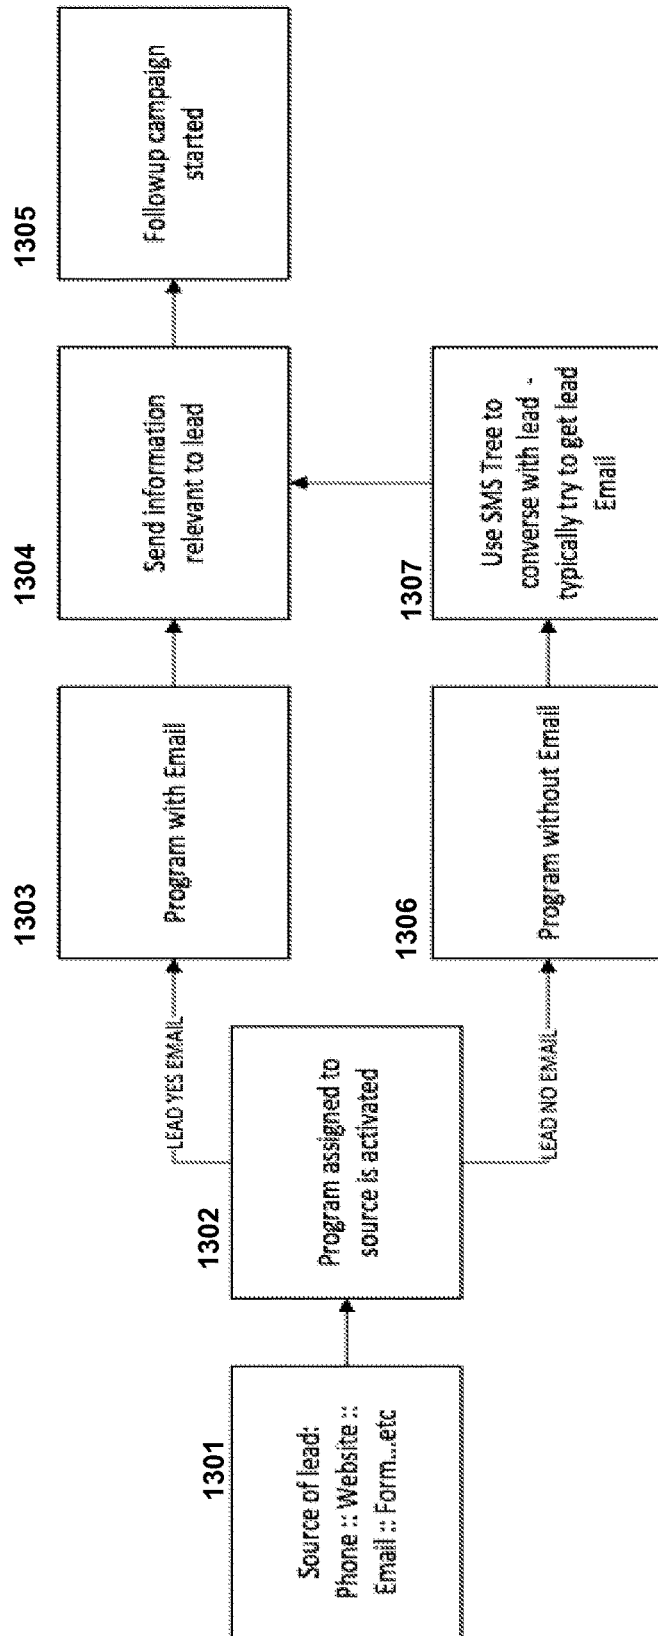 1301
Source of lead:
Phone :: Website ::
Email :: Form...etc
1302
Program assigned to
source is activated
LEAD YES EMAIL
LEAD NO EMAIL
1303
Program with Email
1304
Send information
relevant to lead
1305
Followup campaign
started
1306
Program without Email
1307
Use SMS Tree to
converse with lead -
typically try to get lead
Email